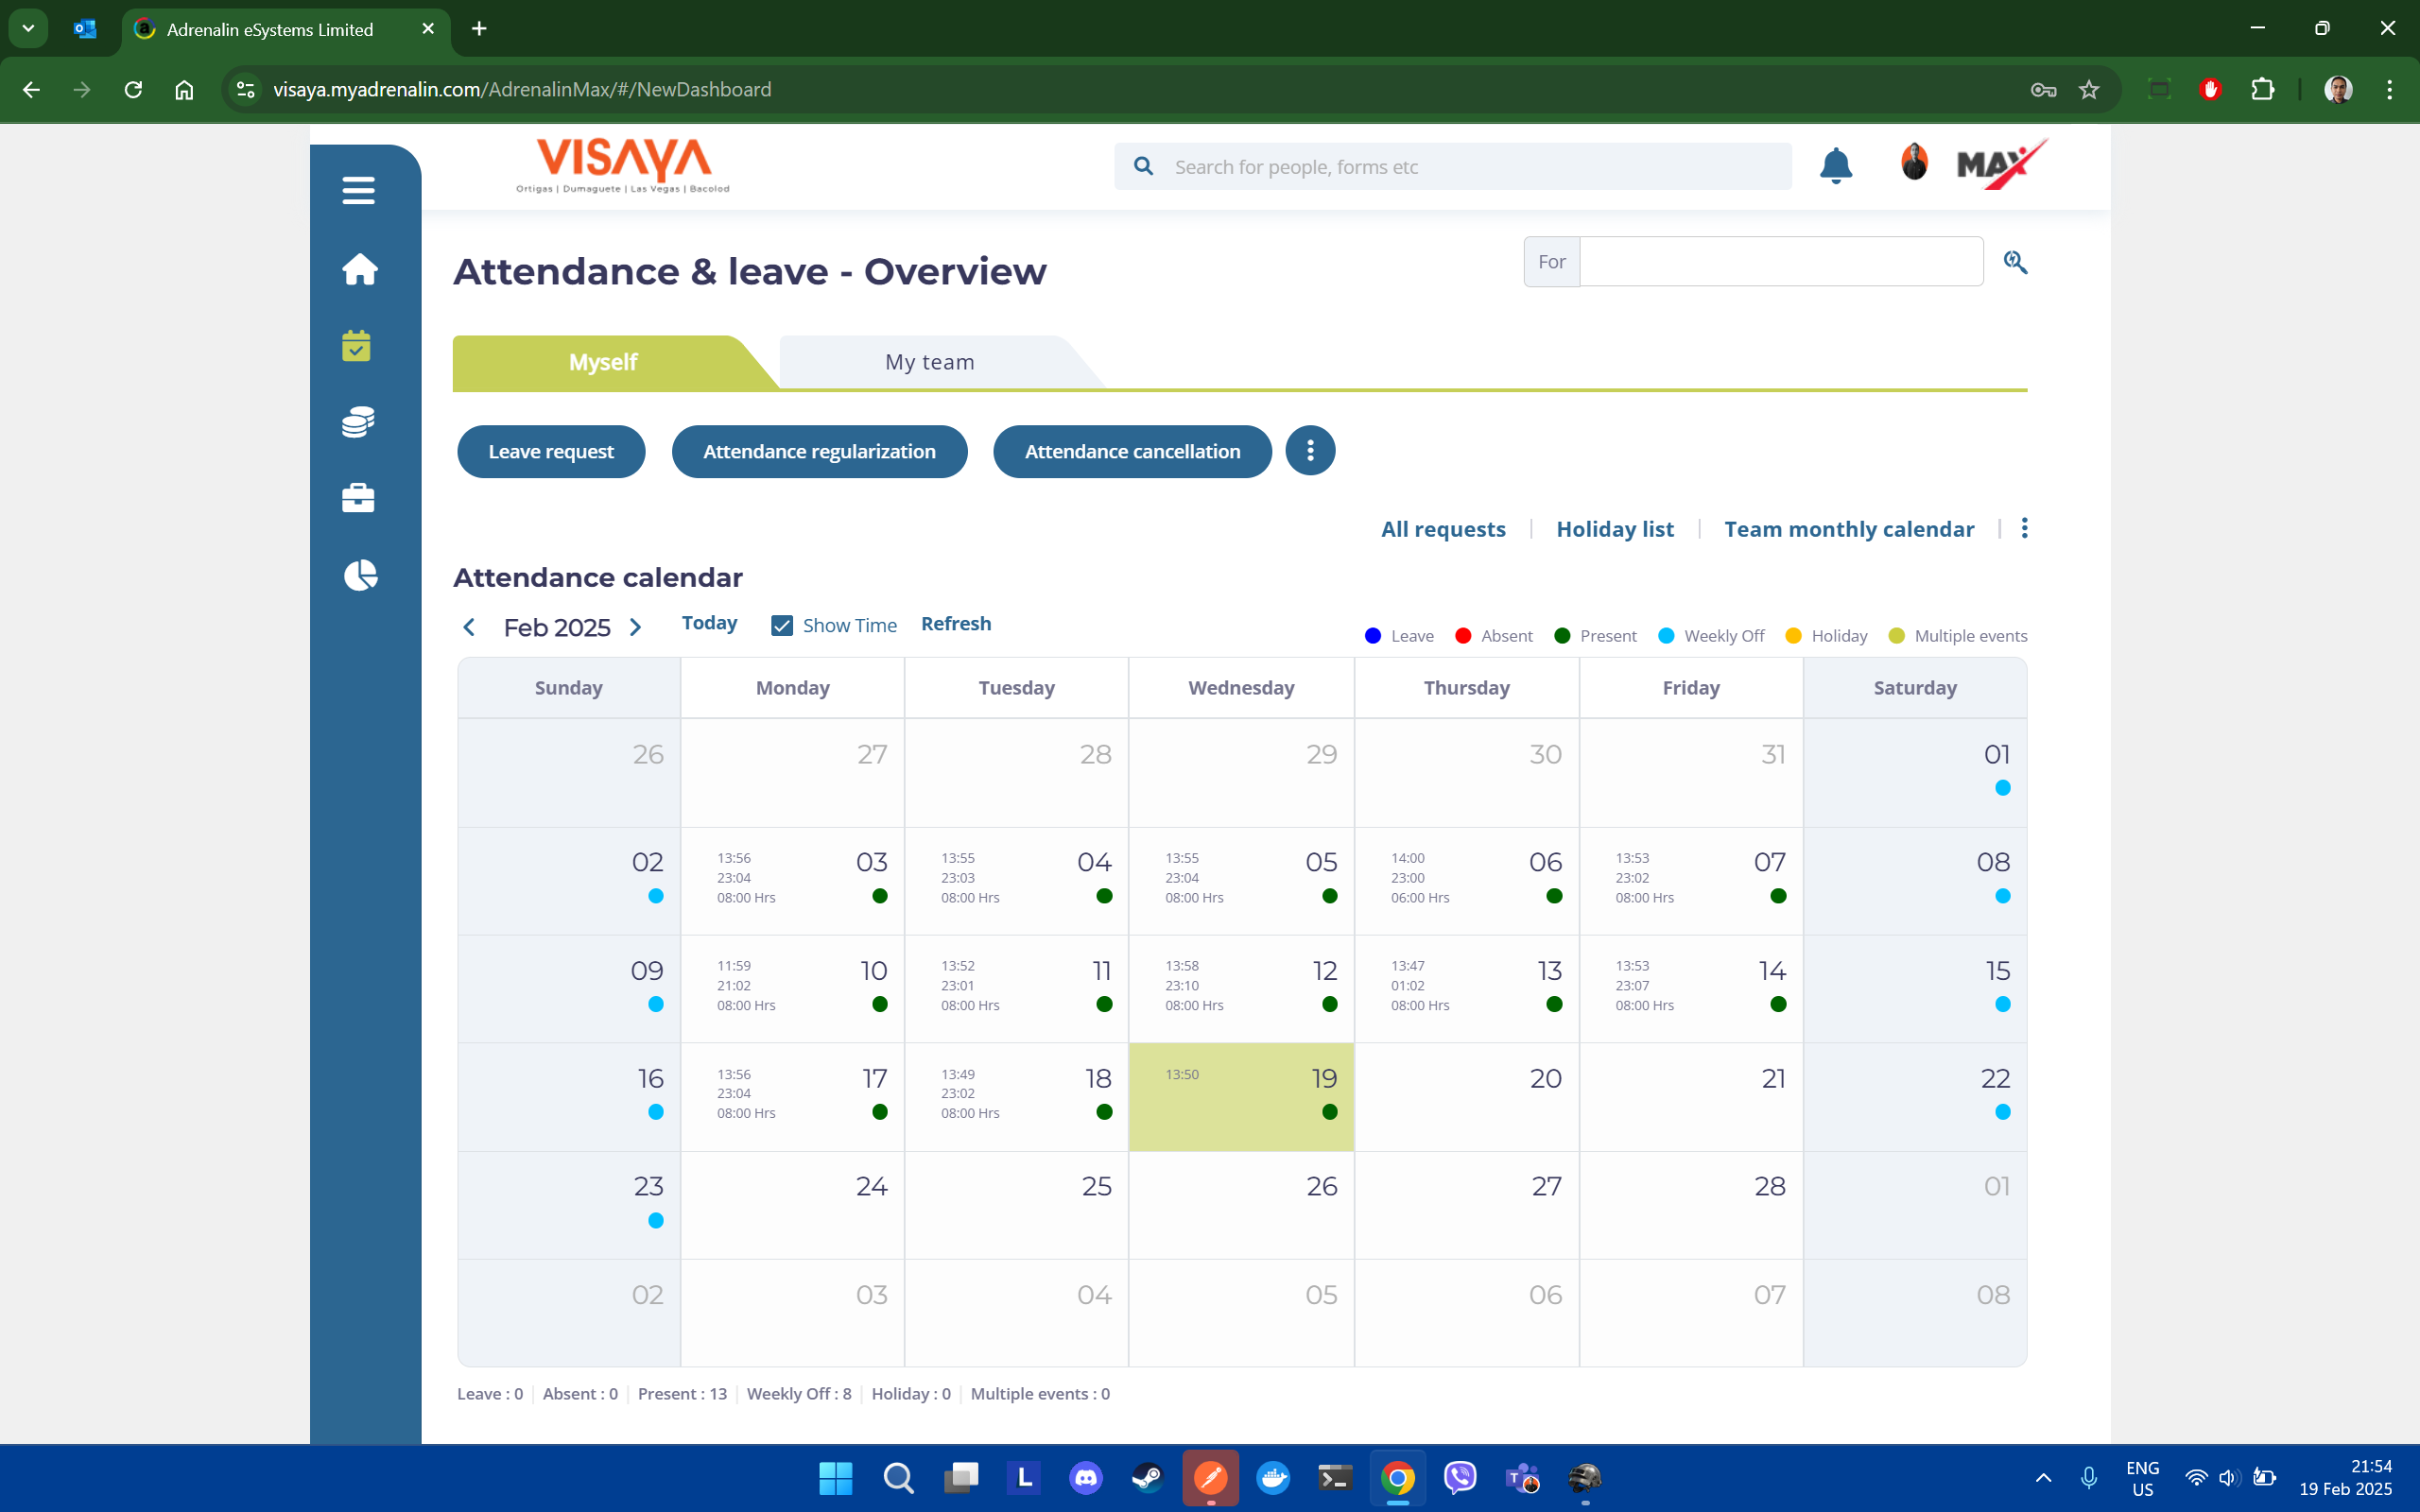 Adrenalin eSystems Limited
visaya.myadrenalin.com/AdrenalinMax/#/NewDashboard
VISAYA
Ortigas | Dumaguete | Las Vegas | Bacolod
Search for people, forms etc
MAX
Attendance & leave - Overview
For
Myself
My team
Leave request
Attendance regularization
Attendance cancellation
All requests
Holiday list
Team monthly calendar
Attendance calendar
Feb 2025
Today
Show Time
Refresh
Leave
Absent
Present
Weekly Off
Holiday
Multiple events
Sunday
Monday
Tuesday
Wednesday
Thursday
Friday
Saturday
26
27
28
29
30
31
01
02
13:56
23:04
08:00 Hrs
03
13:55
23:03
08:00 Hrs
04
13:55
23:04
08:00 Hrs
05
14:00
23:00
06:00 Hrs
06
13:53
23:02
08:00 Hrs
07
08
09
11:59
21:02
08:00 Hrs
10
13:52
23:01
08:00 Hrs
11
13:58
23:10
08:00 Hrs
12
13:47
01:02
08:00 Hrs
13
13:53
23:07
08:00 Hrs
14
15
16
13:56
23:04
08:00 Hrs
17
13:49
23:02
08:00 Hrs
18
13:50
19
20
21
22
23
24
25
26
27
28
01
02
03
04
05
06
07
08
Leave : 0
Absent : 0
Present : 13
Weekly Off : 8
Holiday : 0
Multiple events : 0
L
ENG
US
21:54
19 Feb 2025